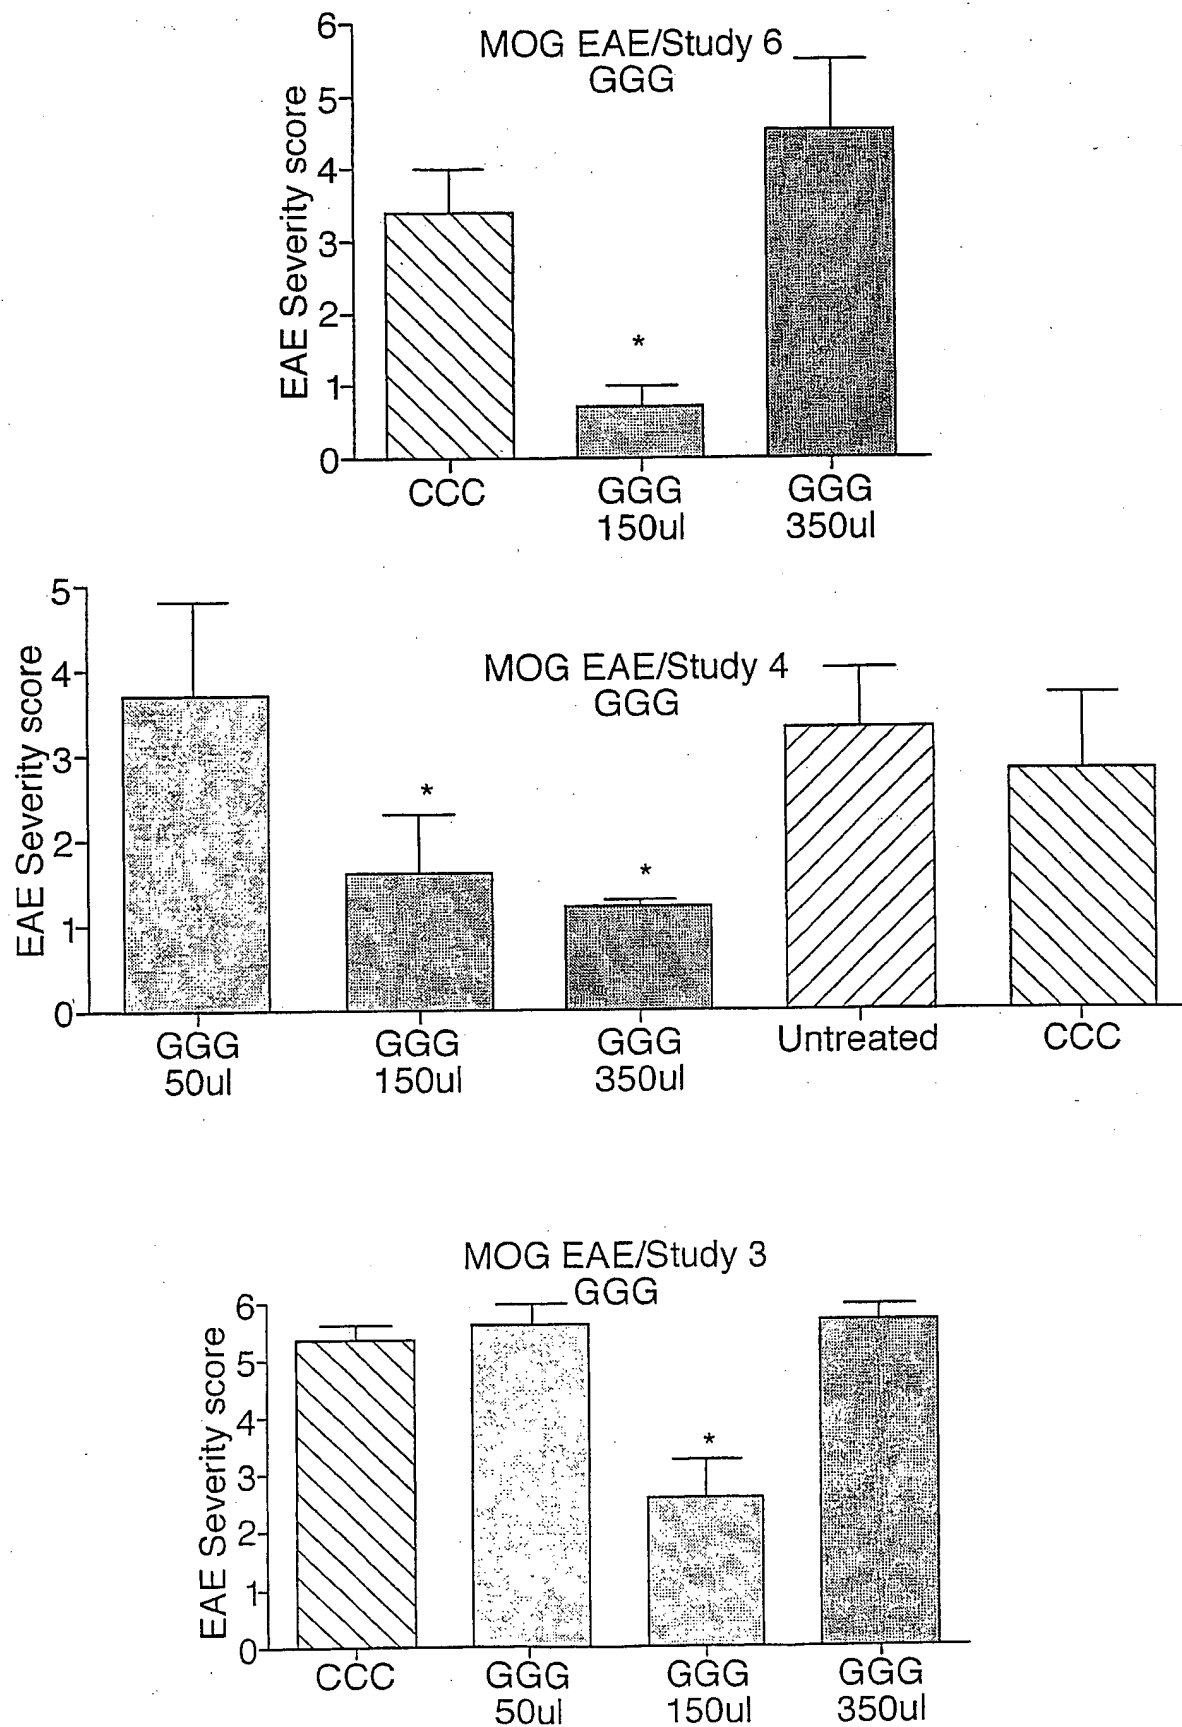 MOG EAE/Study 6
GGG
EAE Severity score
6
5
4
3
2
1
0
*
CCC
GGG
150ul
GGG
350ul
MOG EAE/Study 4
GGG
EAE Severity score
5
4
3
2
1
0
*
*
GGG
50ul
GGG
150ul
GGG
350ul
Untreated
CCC
MOG EAE/Study 3
GGG
EAE Severity score
6
5
4
3
2
1
0
*
CCC
GGG
50ul
GGG
150ul
GGG
350ul